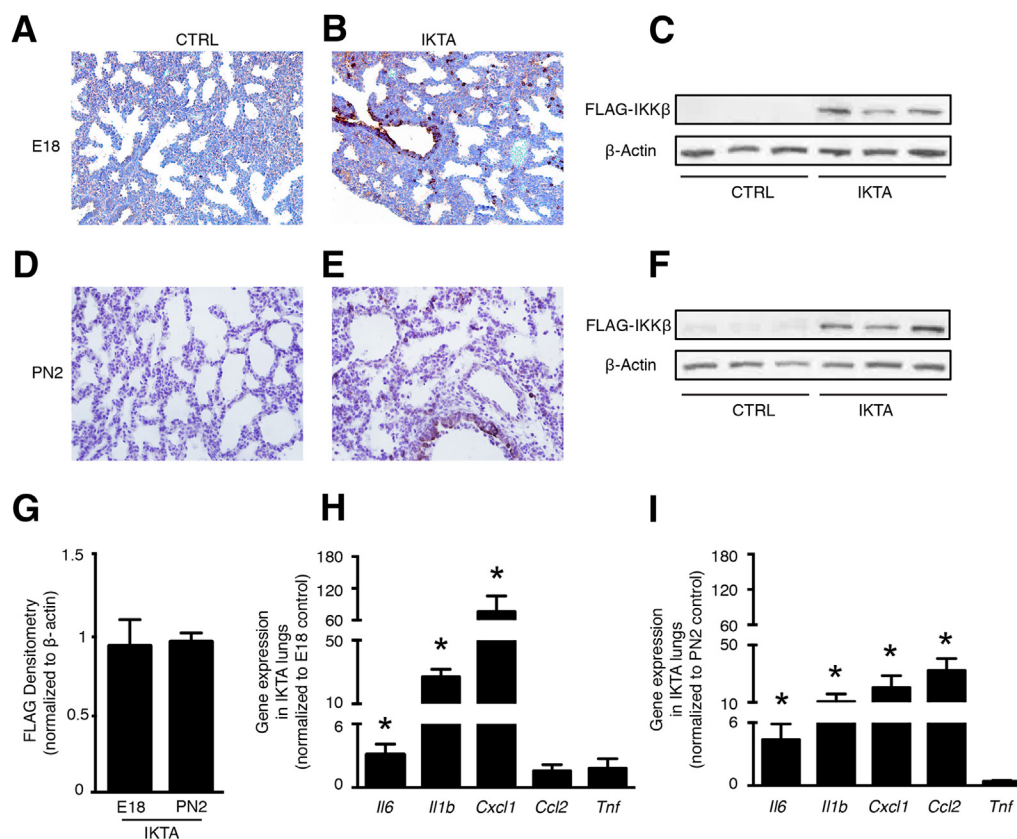 A
CTRL
B
IKTA
C
E18
FLAG-IKKβ
β-Actin
CTRL
IKTA
D
E
F
PN2
FLAG-IKKβ
β-Actin
CTRL
IKTA
G
FLAG Densitometry
(normalized to β- actin)
1.5
1
0.5
0
E18
PN2
IKTA
H
Gene expression
in IKTA lungs
(normalized to E18 control)
180
120
60
50
10
6
0
*
*
*
Il6
Il1b
Cxcl1
Ccl2
Tnf
I
Gene expression
in IKTA lungs
(normalized to PN2 control)
180
120
60
50
10
6
0
*
*
*
*
Il6
Il1b
Cxcl1
Ccl2
Tnf